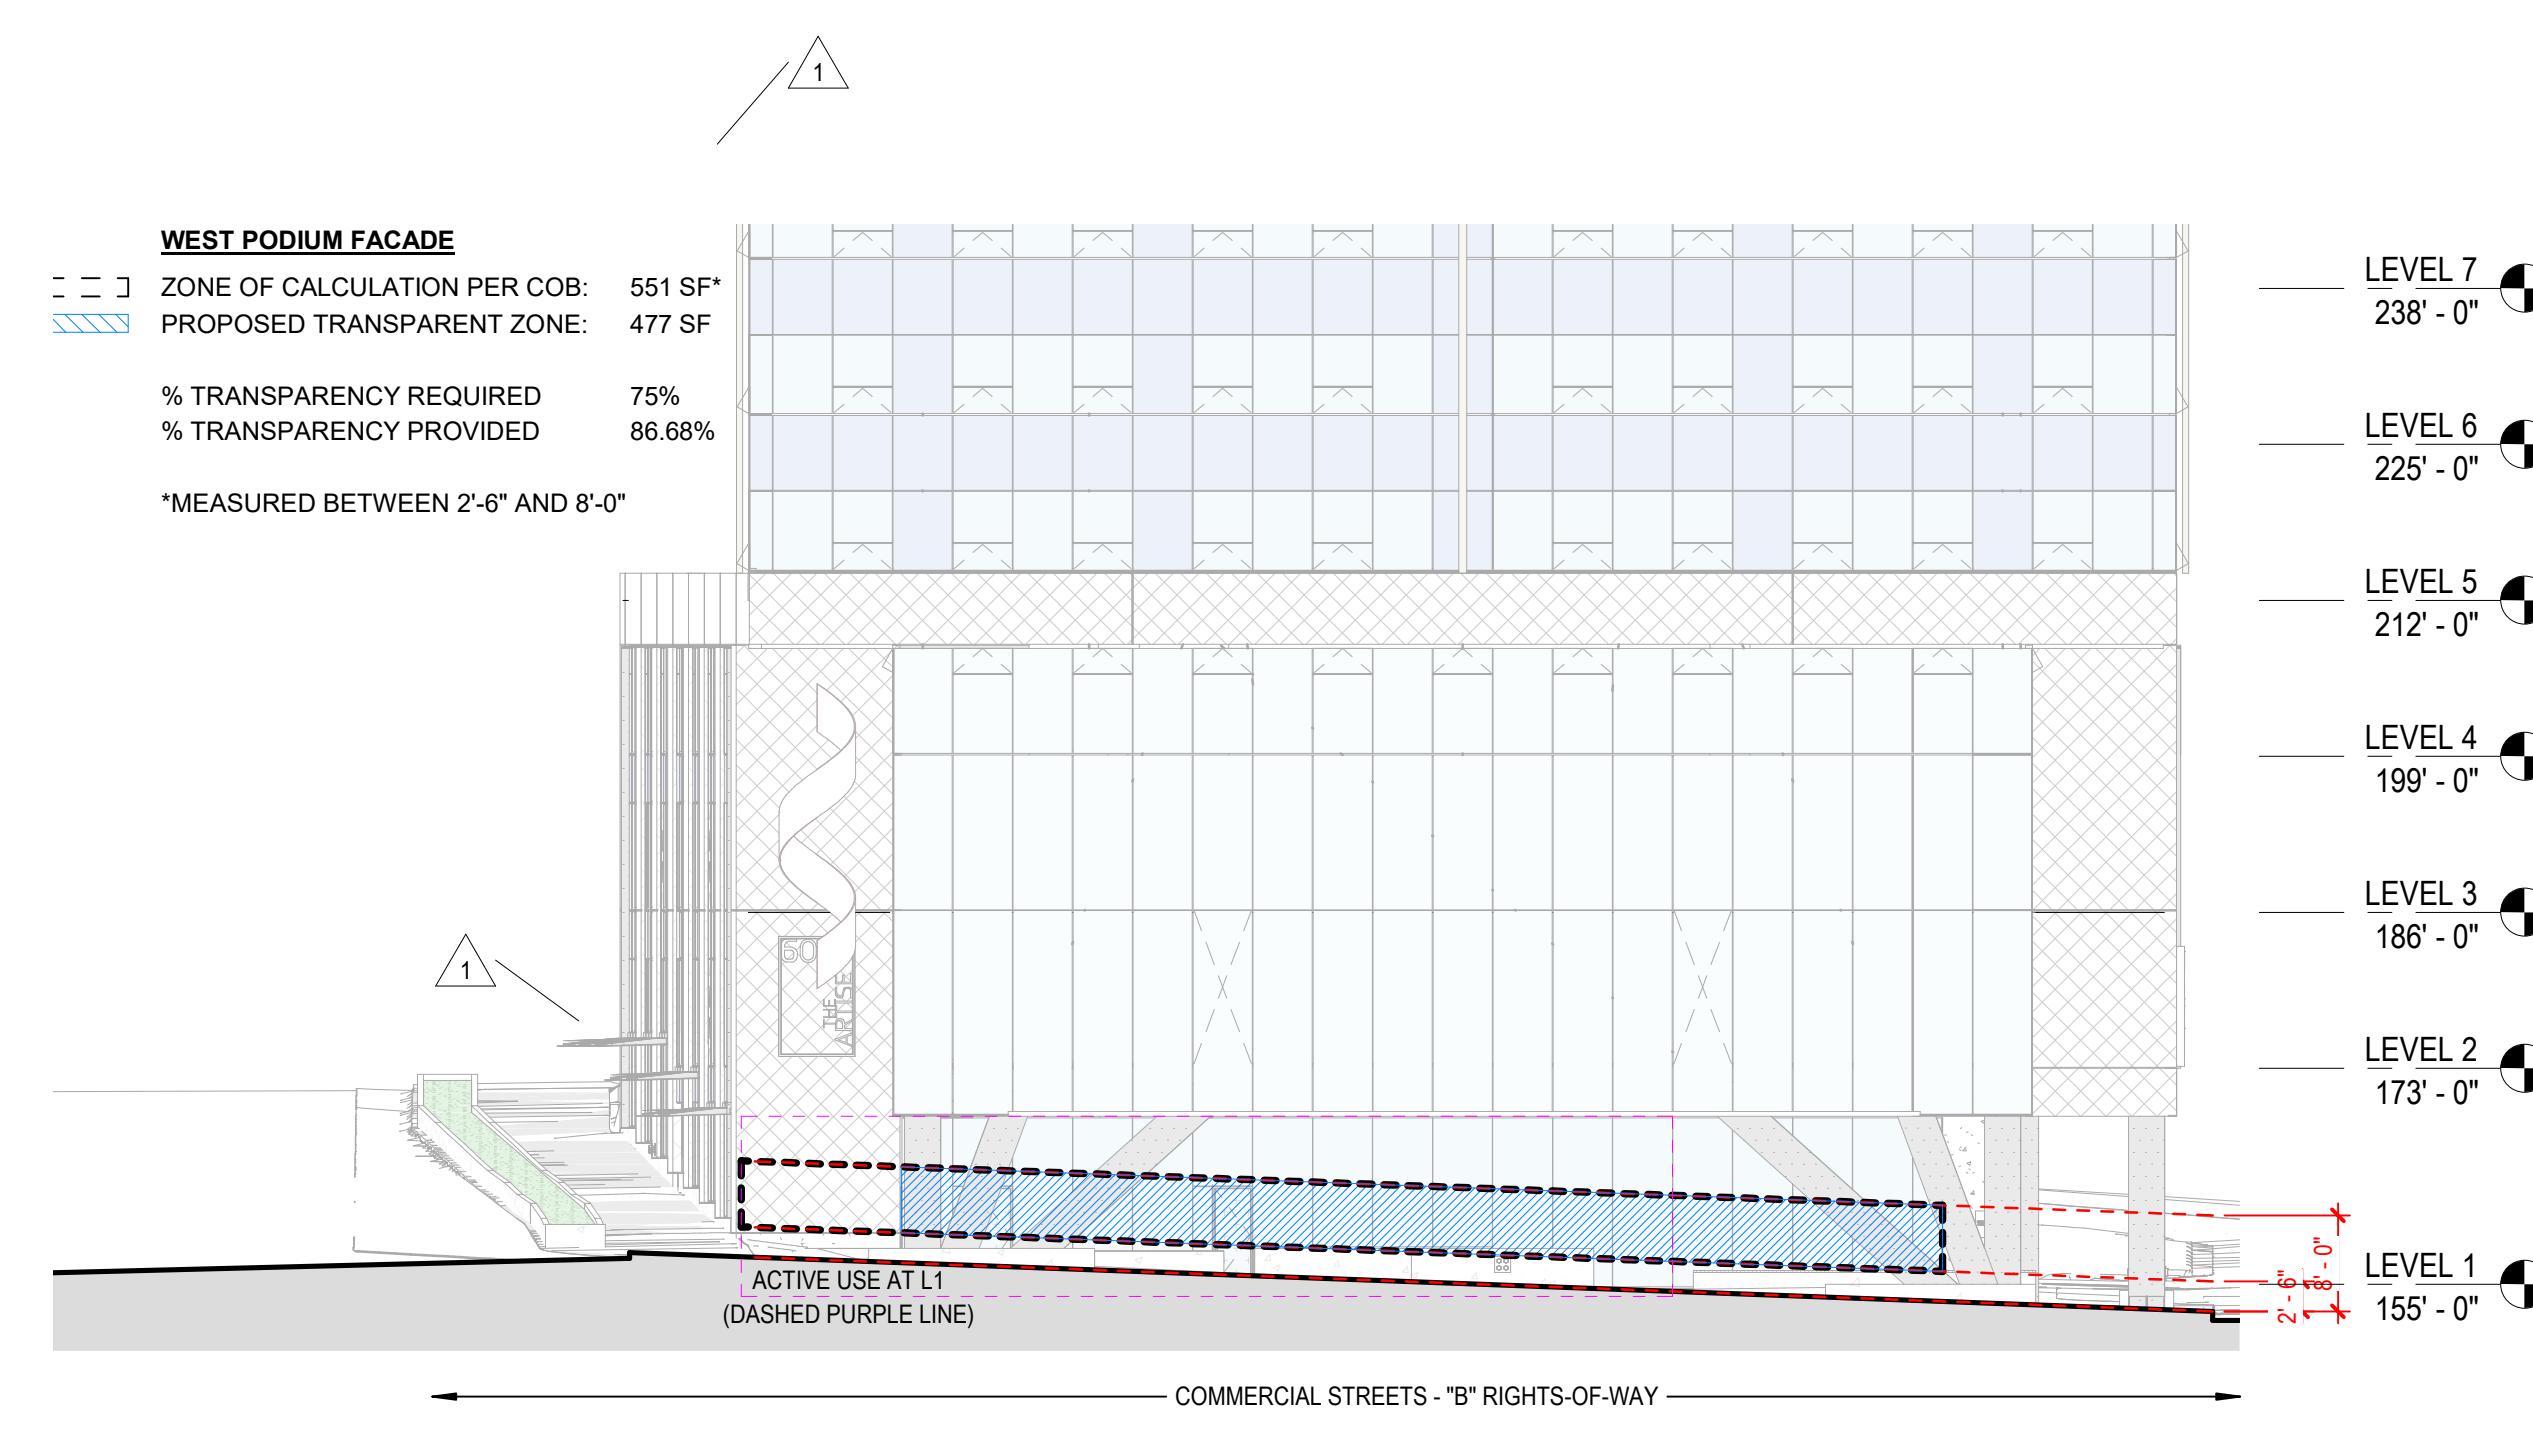 1
WEST PODIUM FACADE
ZONE OF CALCULATION PER COB: 551 SF*
PROPOSED TRANSPARENT ZONE: 477 SF
% TRANSPARENCY REQUIRED 75%
% TRANSPARENCY PROVIDED 86.68%
*MEASURED BETWEEN 2'-6" AND 8'-0"
LEVEL 7
238' - 0"
LEVEL 6
225' - 0"
LEVEL 5
212' - 0"
LEVEL 4
199' - 0"
LEVEL 3
186' - 0"
LEVEL 2
173' - 0"
LEVEL 1
155' - 0"
1
60
THE
ARTISE
2' - 6"
8' - 0"
ACTIVE USE AT L1
(DASHED PURPLE LINE)
COMMERCIAL STREETS - "B" RIGHTS-OF-WAY